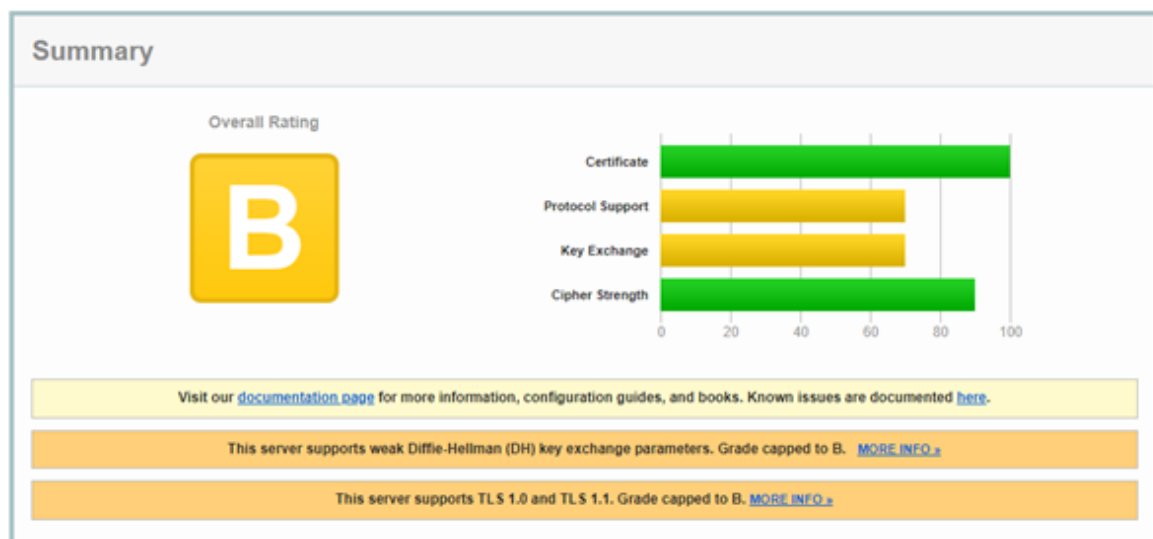 Summary
Overall Rating
B
Certificate
Protocol Support
Key Exchange
Cipher Strength
0 20 40 60 80 100
Visit our documentation page for more information, configuration guides, and books. Known issues are documented here.
This server supports weak Diffie-Hellman (DH) key exchange parameters. Grade capped to B. MORE INFO »
This server supports TLS 1.0 and TLS 1.1. Grade capped to B. MORE INFO »